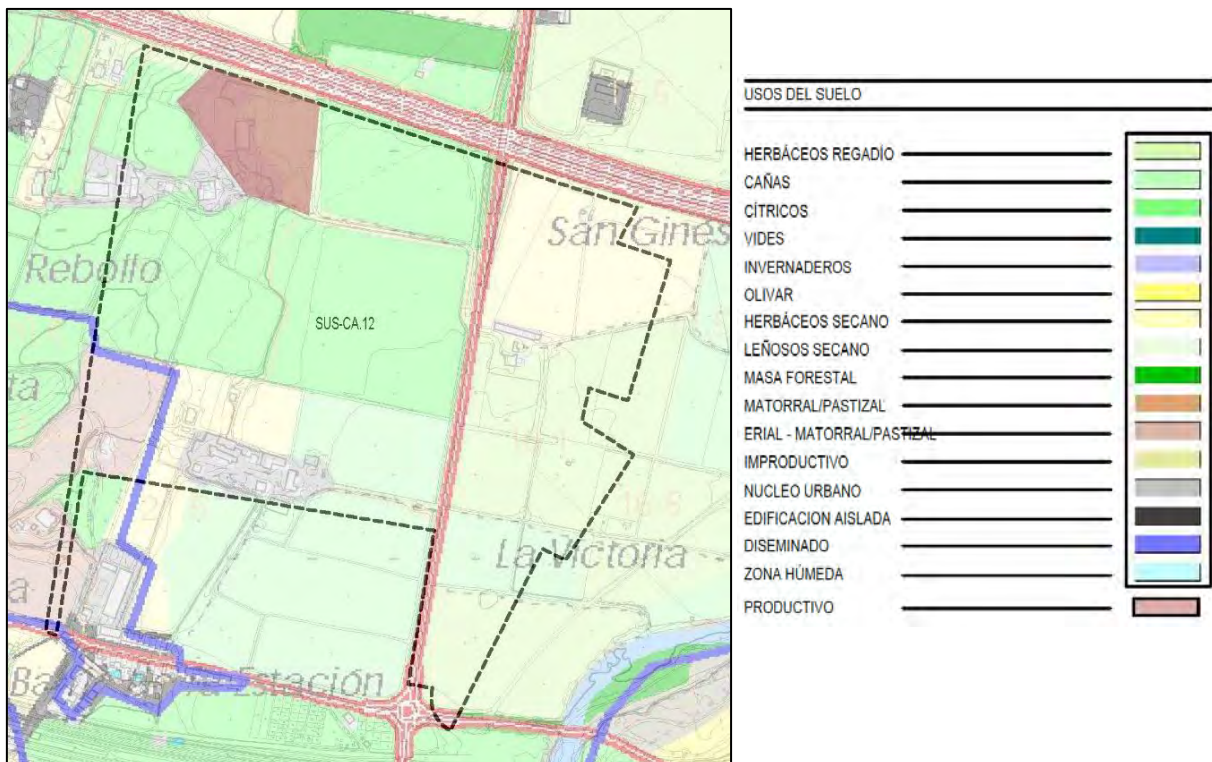 San Ginés
Rebollo
SUS-CA.12
La Victoria
Estación
USOS DEL SUELO
HERBÁCEOS REGADÍO
CAÑAS
CÍTRICOS
VIDES
INVERNADEROS
OLIVAR
HERBÁCEOS SECANO
LEÑOSOS SECANO
MASA FORESTAL
MATORRAL/PASTIZAL
ERIAL - MATORRAL/PASTIZAL
IMPRODUCTIVO
NUCLEO URBANO
EDIFICACION AISLADA
DISEMINADO
ZONA HÚMEDA
PRODUCTIVO